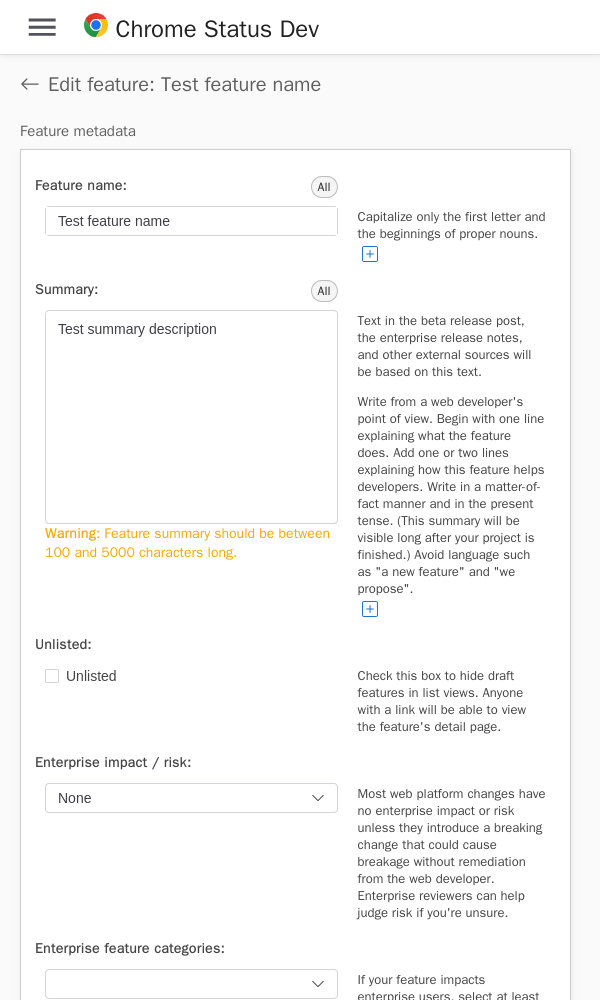 Chrome Status Dev
Edit feature: Test feature name
Feature metadata
Feature name:
All
Test feature name
Capitalize only the first letter and
the beginnings of proper nouns.
Summary:
All
Test summary description
Text in the beta release post,
the enterprise release notes,
and other external sources will
be based on this text.
Write from a web developer's
point of view. Begin with one line
explaining what the feature
does. Add one or two lines
explaining how this feature helps
developers. Write in a matter-of-
fact manner and in the present
tense. (This summary will be
visible long after your project is
finished.) Avoid language such
as "a new feature" and "we
propose".
Warning: Feature summary should be between
100 and 5000 characters long.
Unlisted:
Unlisted
Check this box to hide draft
features in list views. Anyone
with a link will be able to view
the feature's detail page.
Enterprise impact / risk:
None
Most web platform changes have
no enterprise impact or risk
unless they introduce a breaking
change that could cause
breakage without remediation
from the web developer.
Enterprise reviewers can help
judge risk if you're unsure.
Enterprise feature categories:
If your feature impacts
enterprise users, select at least